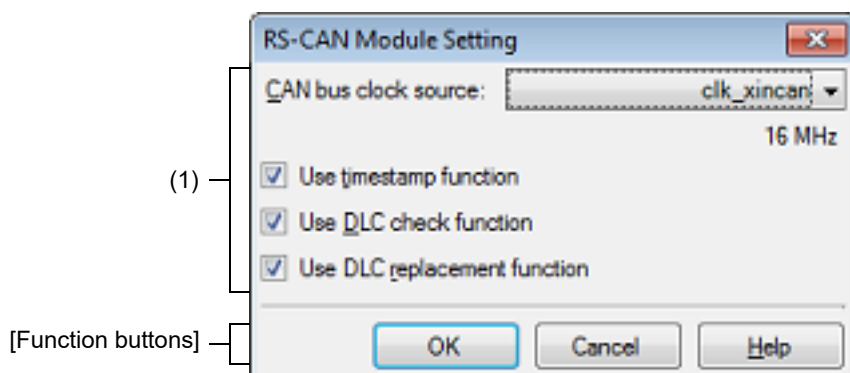 RS-CAN Module Setting
CAN bus clock source: clk_xincan
16 MHz
(1)
Use timestamp function
Use DLC check function
Use DLC replacement function
[Function buttons]
OK Cancel Help